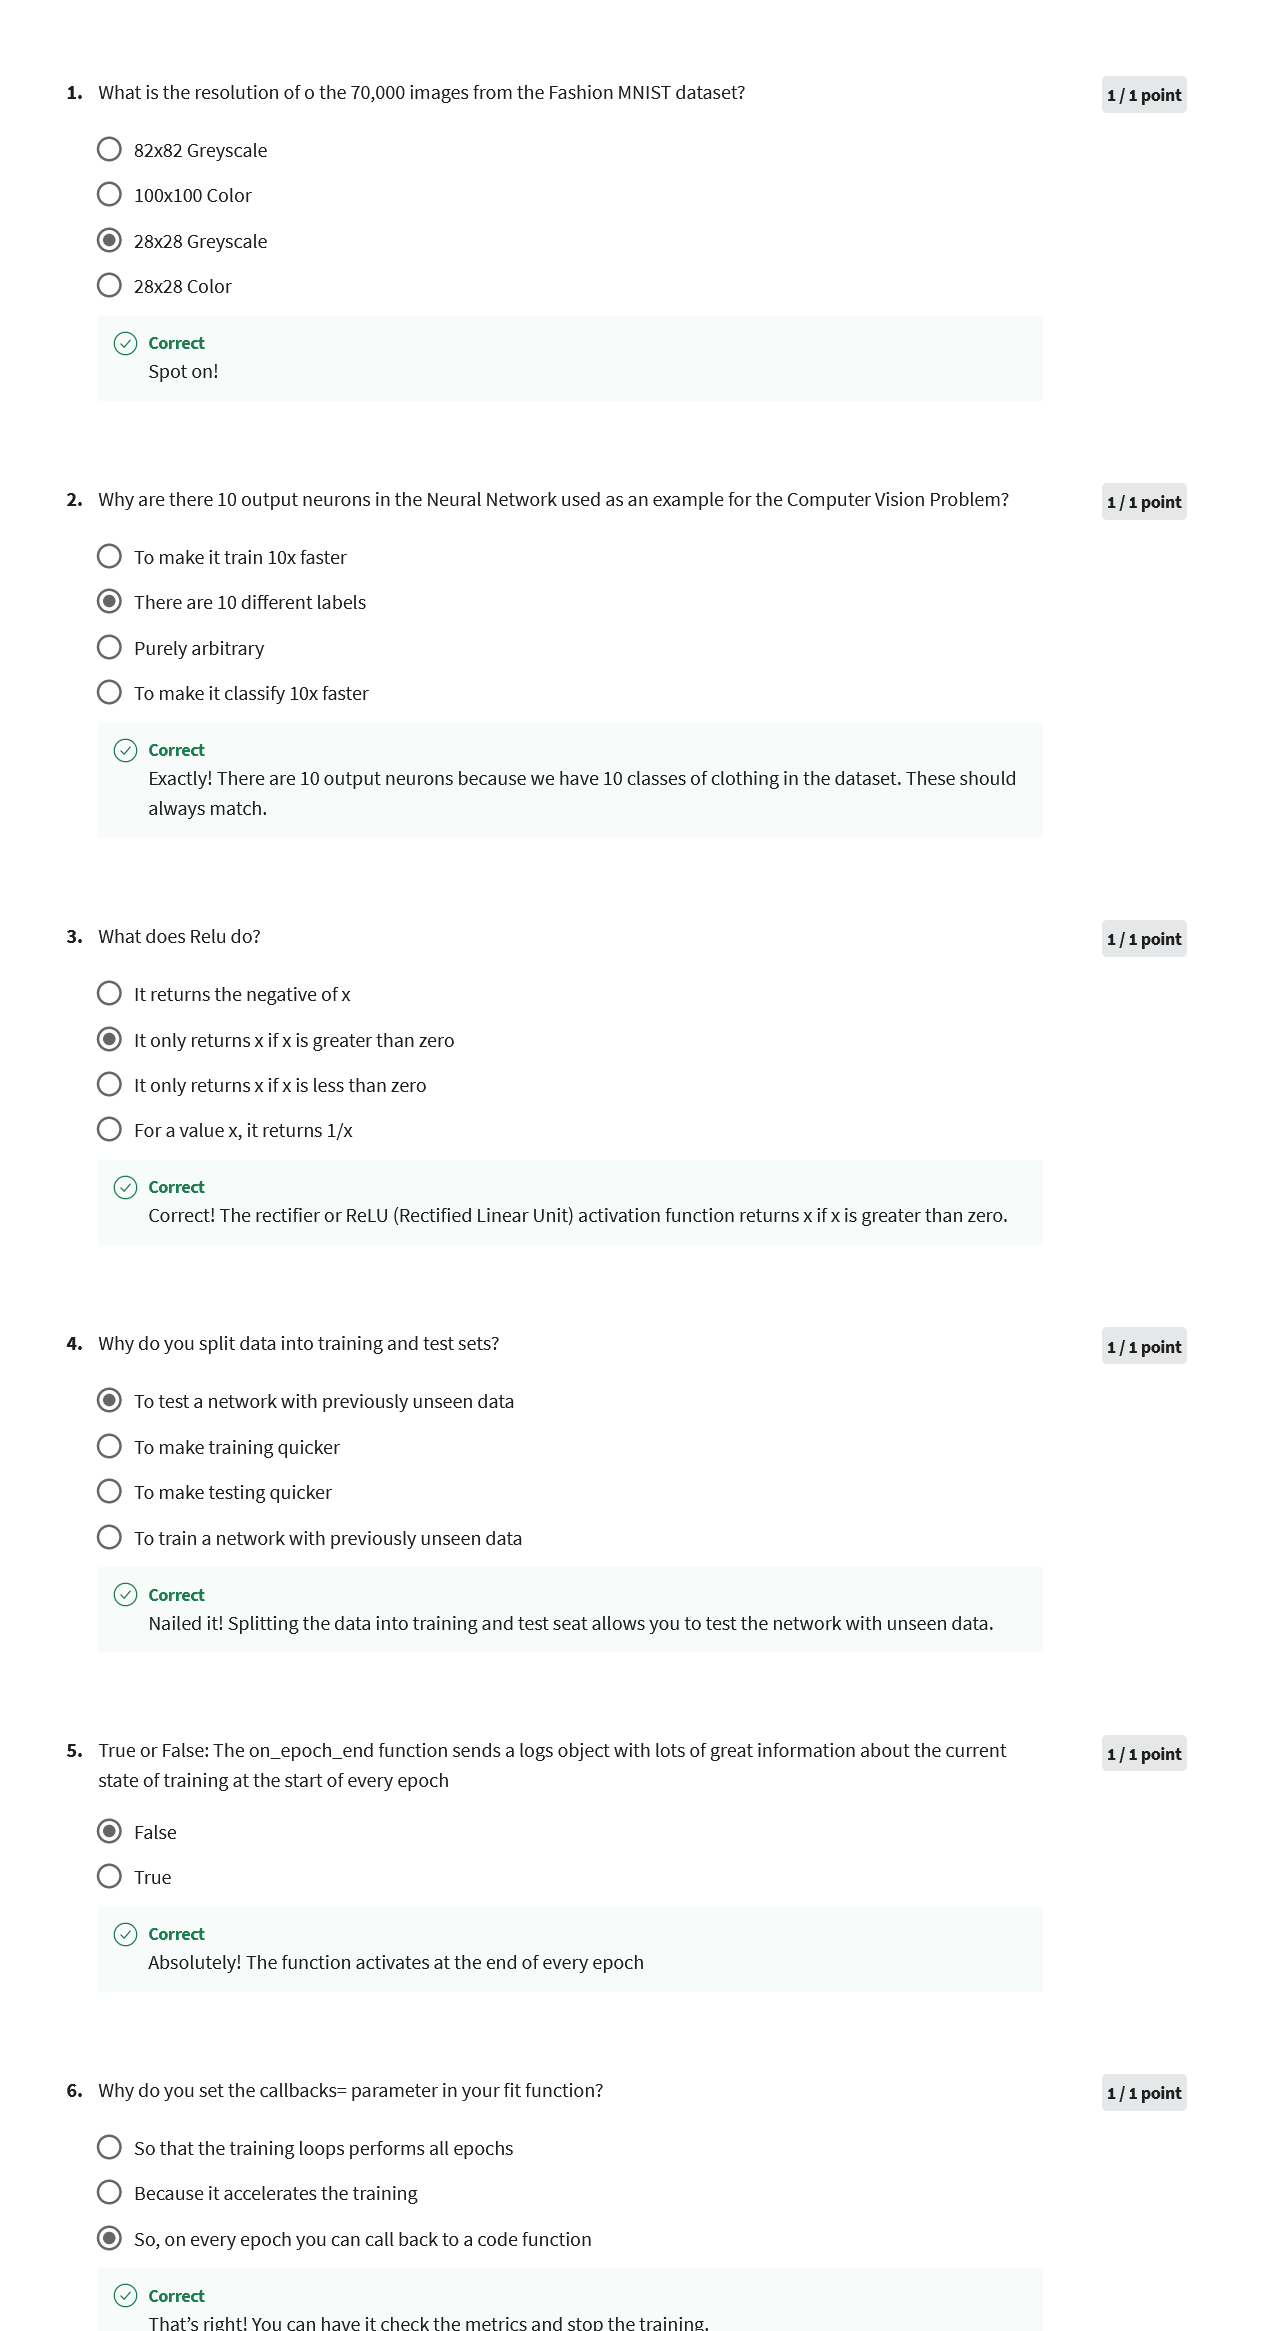 1. What is the resolution of o the 70,000 images from the Fashion MNIST dataset?
1 / 1 point
82x82 Greyscale
100x100 Color
28x28 Greyscale
28x28 Color
Correct
Spot on!
2. Why are there 10 output neurons in the Neural Network used as an example for the Computer Vision Problem?
1 / 1 point
To make it train 10x faster
There are 10 different labels
Purely arbitrary
To make it classify 10x faster
Correct
Exactly! There are 10 output neurons because we have 10 classes of clothing in the dataset. These should
always match.
3. What does Relu do?
1 / 1 point
It returns the negative of x
It only returns x if x is greater than zero
It only returns x if x is less than zero
For a value x, it returns 1/x
Correct
Correct! The rectifier or ReLU (Rectified Linear Unit) activation function returns x if x is greater than zero.
4. Why do you split data into training and test sets?
1 / 1 point
To test a network with previously unseen data
To make training quicker
To make testing quicker
To train a network with previously unseen data
Correct
Nailed it! Splitting the data into training and test seat allows you to test the network with unseen data.
5. True or False: The on_epoch_end function sends a logs object with lots of great information about the current
state of training at the start of every epoch
1 / 1 point
False
True
Correct
Absolutely! The function activates at the end of every epoch
6. Why do you set the callbacks= parameter in your fit function?
1 / 1 point
So that the training loops performs all epochs
Because it accelerates the training
So, on every epoch you can call back to a code function
Correct
That’s right! You can have it check the metrics and stop the training.